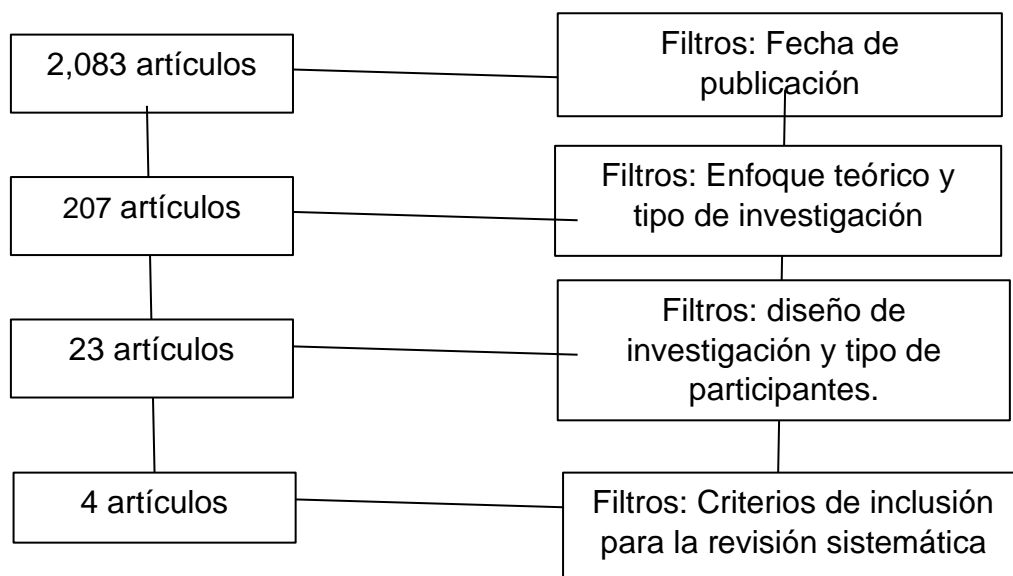 2,083 artículos
Filtros: Fecha de
publicación
207 artículos
Filtros: Enfoque teórico y
tipo de investigación
23 artículos
Filtros: diseño de
investigación y tipo de
participantes.
4 artículos
Filtros: Criterios de inclusión
para la revisión sistemática